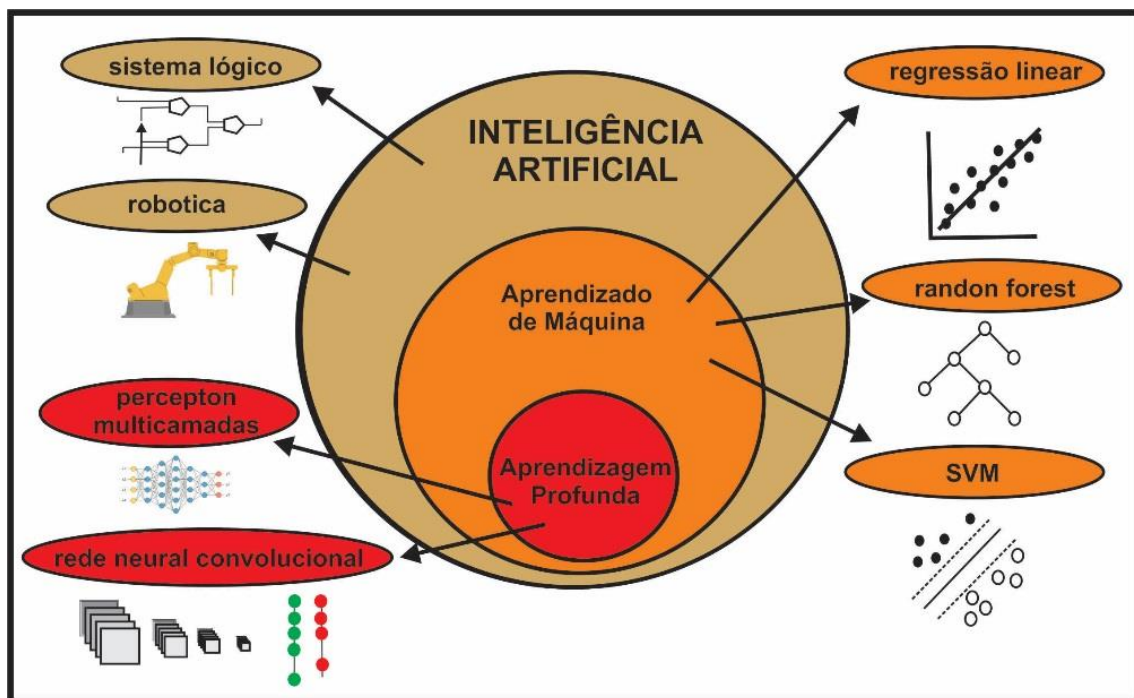 sistema lógico
robotica
percepton
multicamadas
rede neural convolucional
INTELIGÊNCIA
ARTIFICIAL
Aprendizado
de Máquina
Aprendizagem
Profunda
regressão linear
randon forest
SVM